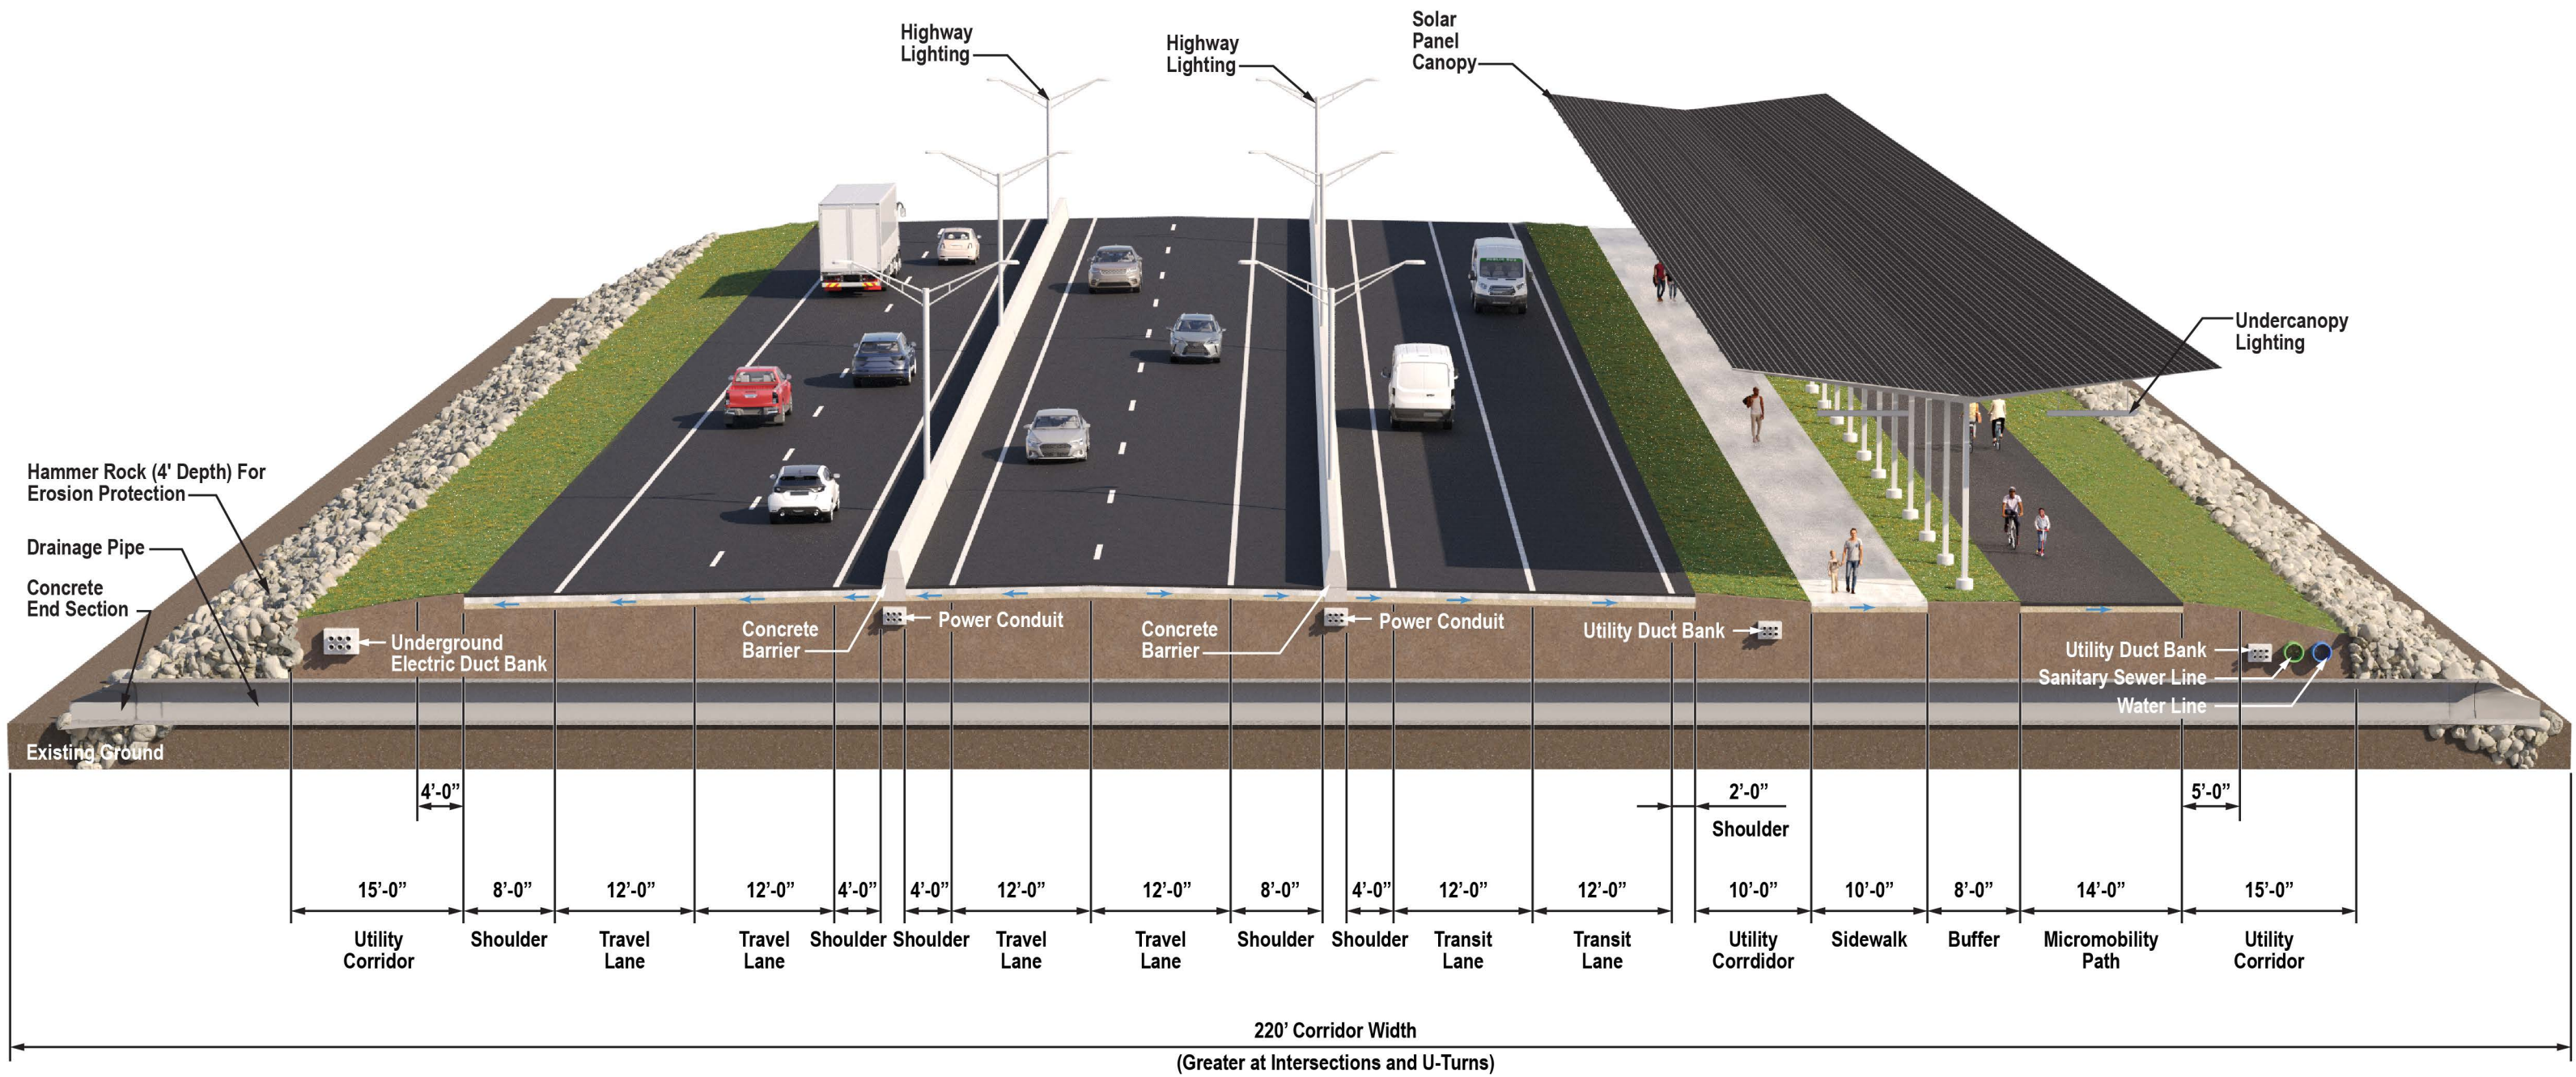 Highway
Lighting
Highway
Lighting
Solar
Panel
Canopy
Undercanopy
Lighting
Hammer Rock (4' Depth) For
Erosion Protection
Drainage Pipe
Concrete
End Section
Underground
Electric Duct Bank
Concrete
Barrier
Power Conduit
Concrete
Barrier
Power Conduit
Utility Duct Bank
Utility Duct Bank
Sanitary Sewer Line
Water Line
Existing Ground
4’-0”
2’-0”
Shoulder
5’-0”
15’-0”
8’-0”
12’-0”
12’-0”
4’-0”
4’-0”
12’-0”
12’-0”
8’-0”
4’-0”
12’-0”
12’-0”
10’-0”
10’-0”
8’-0”
14’-0”
15’-0”
Utility
Corridor
Shoulder
Travel
Lane
Travel
Lane
Shoulder
Shoulder
Travel
Lane
Travel
Lane
Shoulder
Shoulder
Transit
Lane
Transit
Lane
Utility
Corrdidor
Sidewalk
Buffer
Micromobility
Path
Utility
Corridor
220’ Corridor Width
(Greater at Intersections and U-Turns)